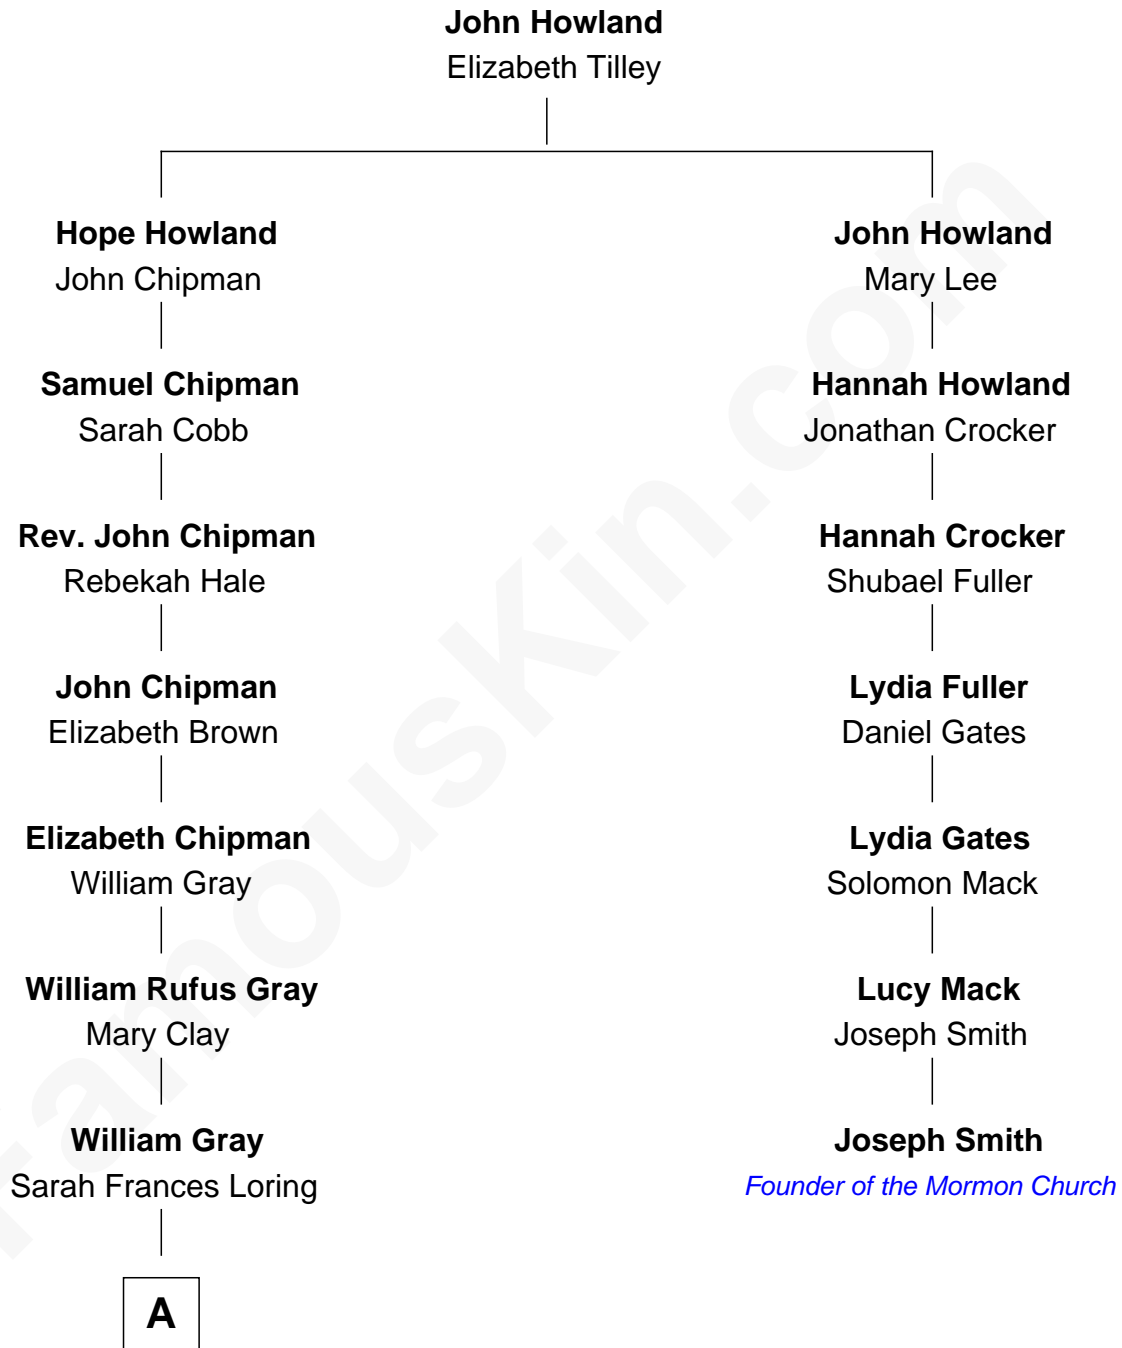 John Howland
Elizabeth Tilley
Hope Howland
John Chipman
John Howland
Mary Lee
Samuel Chipman
Sarah Cobb
Hannah Howland
Jonathan Crocker
Rev. John Chipman
Rebekah Hale
Hannah Crocker
Shubael Fuller
John Chipman
Elizabeth Brown
Lydia Fuller
Daniel Gates
Elizabeth Chipman
William Gray
Lydia Gates
Solomon Mack
William Rufus Gray
Mary Clay
Lucy Mack
Joseph Smith
William Gray
Sarah Frances Loring
Joseph Smith
Founder of the Mormon Church
A
FamousKin.com